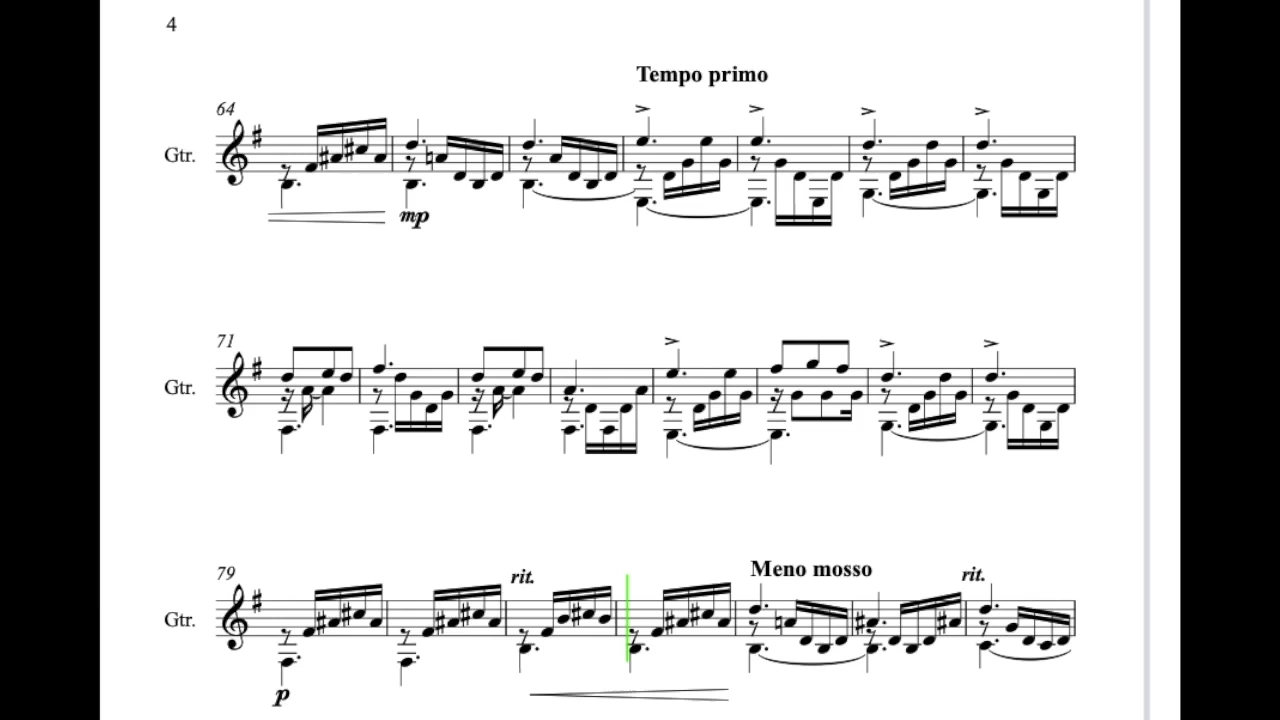 4
Tempo primo
64
Gtr.
mp
71
Gtr.
79
rit.
Meno mosso
rit.
Gtr.
p